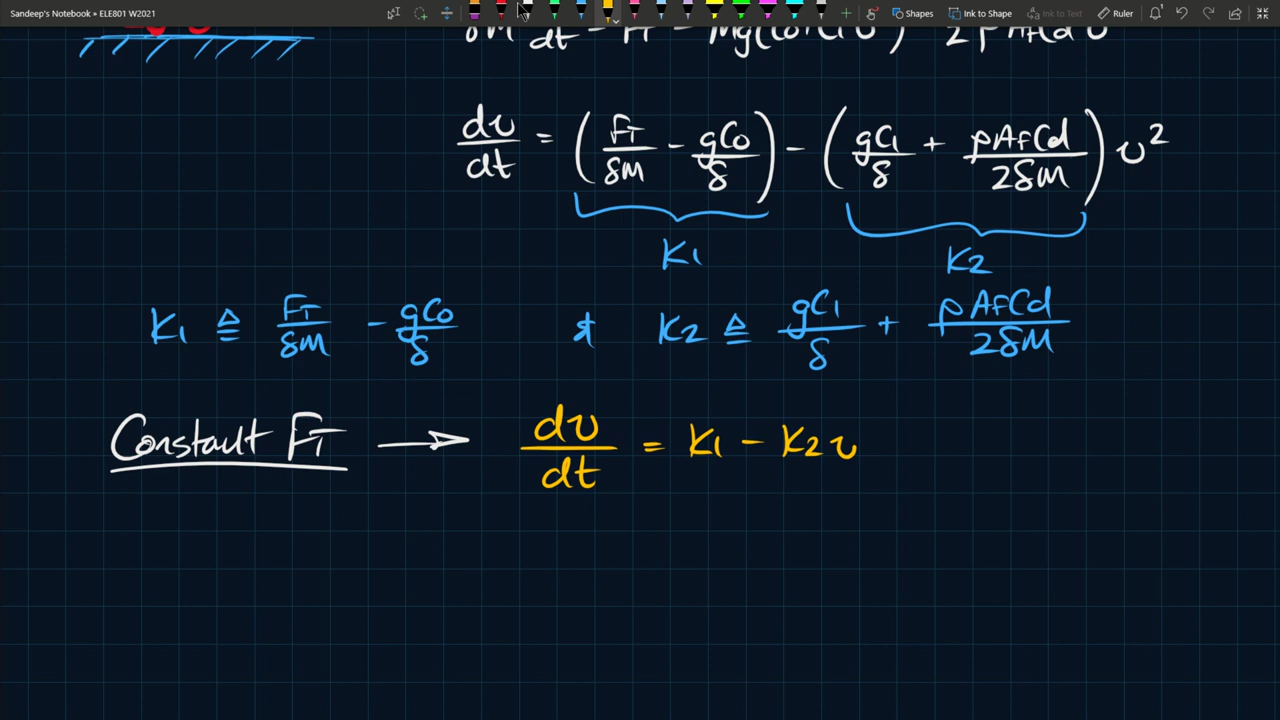 Sandeep's Notebook » ELE801 W2021
Shapes Ink to Shape Ink to Text Ruler
dv/dt = (FT/δM - gC0/δ) - (gC1/δ + ρAfCd/2δM) v²
K1 K2
K1 ≜ FT/δM - gC0/δ & K2 ≜ gC1/δ + ρAfCd/2δM
Constant FT → dv/dt = K1 - K2v